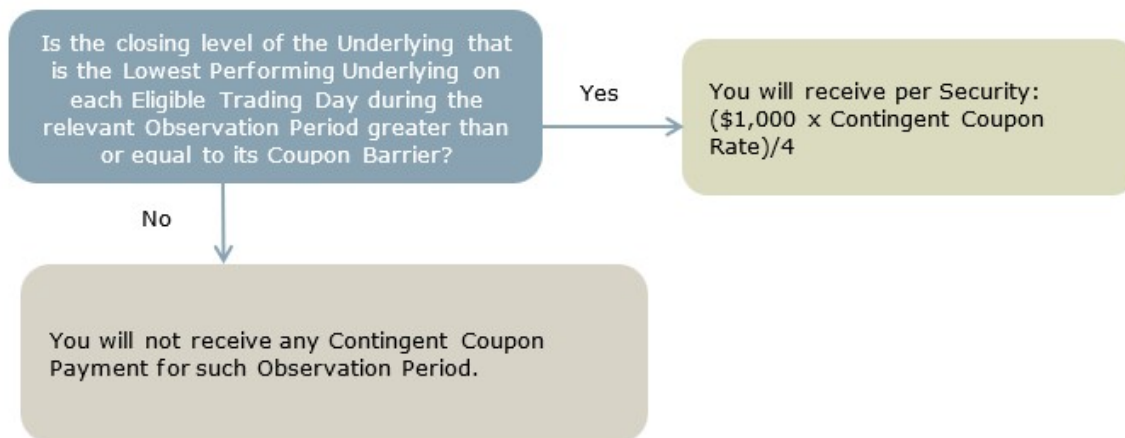 Is the closing level of the Underlying that
is the Lowest Performing Underlying on
each Eligible Trading Day during the
relevant Observation Period greater than
or equal to its Coupon Barrier?
Yes
You will receive per Security:
($1,000 x Contingent Coupon
Rate)/4
No
You will not receive any Contingent Coupon
Payment for such Observation Period.